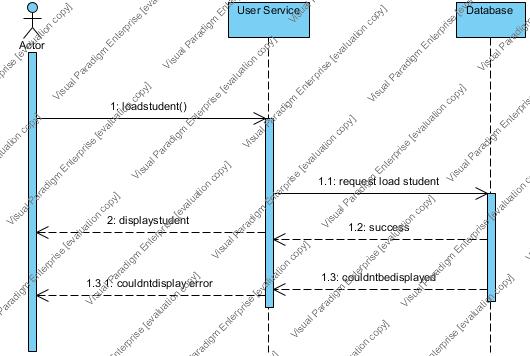 User Service
Database
Actor
1: loadstudent()
1.1: request load student
2: displaystudent
1.2: success
1.3: couldntbedisplayed
1.3.1: couldntdisplay.error
Visual Paradigm Enterprise [evaluation copy]